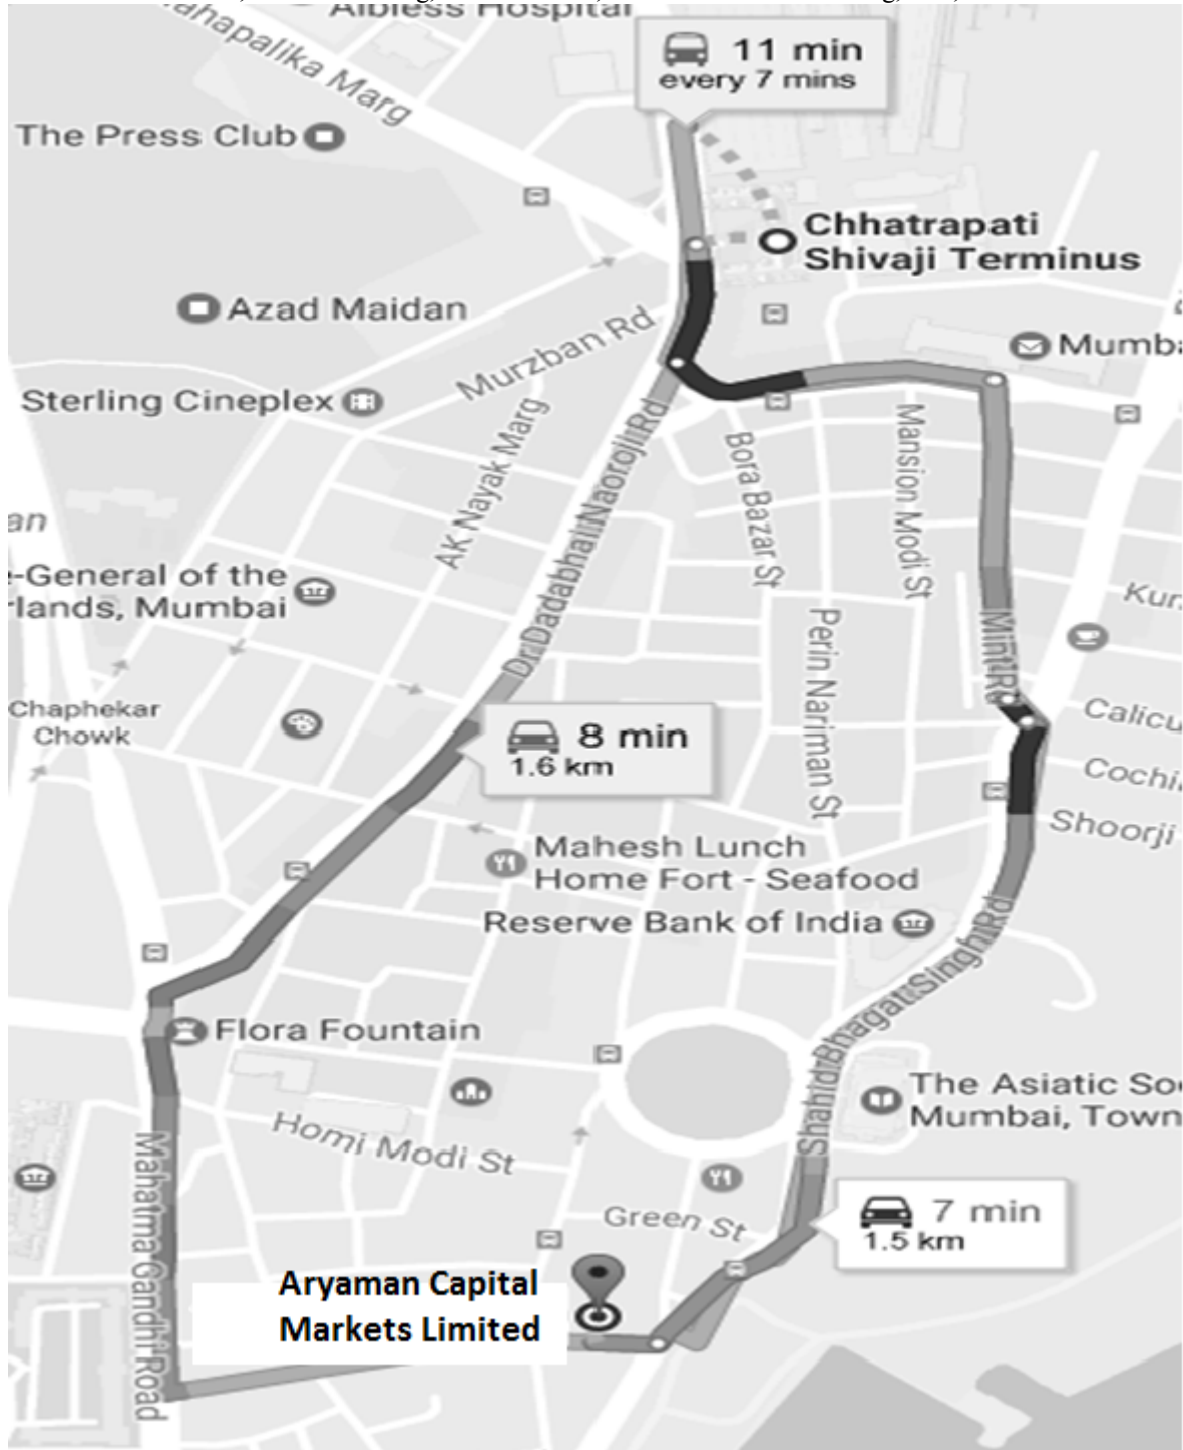 Albless Hospital
ahapalika Marg
11 min
every 7 mins
The Press Club
Chhatrapati
Shivaji Terminus
Azad Maidan
Murzban Rd
Mumba
Sterling Cineplex
AK Nayak Marg
Dr Dadabhai Naoroji Rd
Bora Bazar St
Mansion Modi St
an
e-General of the
rlands, Mumbai
Kur
Perin Nariman St
Mint Rd
Chaphekar
Chowk
Calicu
8 min
1.6 km
Cochi
Shoorji
Mahesh Lunch
Home Fort - Seafood
Reserve Bank of India
Shahid Bhagat Singh Rd
Flora Fountain
The Asiatic So
Mumbai, Town
Homi Modi St
Mahatma Gandhi Road
7 min
1.5 km
Green St
Aryaman Capital
Markets Limited